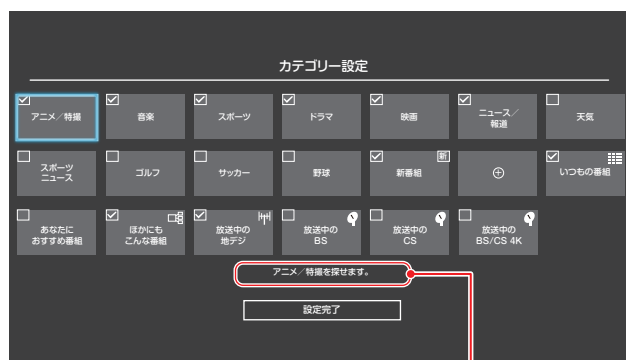 カテゴリー設定
アニメ／特撮
音楽
スポーツ
ドラマ
映画
ニュース／
報道
天気
スポーツ
ニュース
ゴルフ
サッカー
野球
新
新番組
いつもの番組
あなたに
おすすめ番組
ほかにも
こんな番組
放送中の
地デジ
放送中の
BS
放送中の
CS
放送中の
BS/CS 4K
アニメ／特撮を探せます。
設定完了